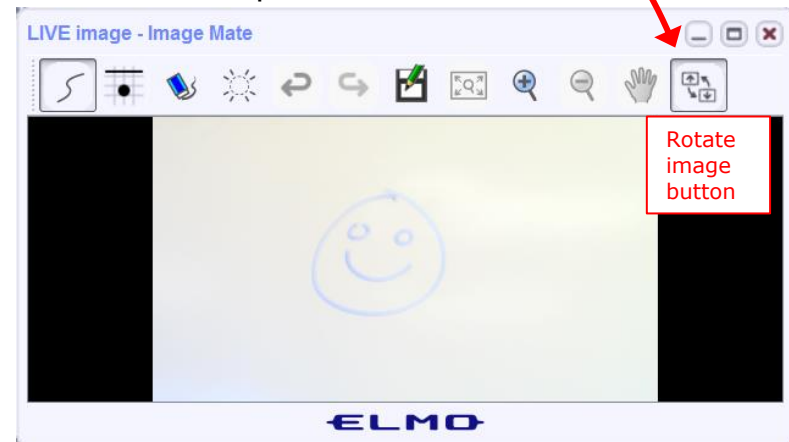 LIVE image - Image Mate
Rotate
image
button
ELMO